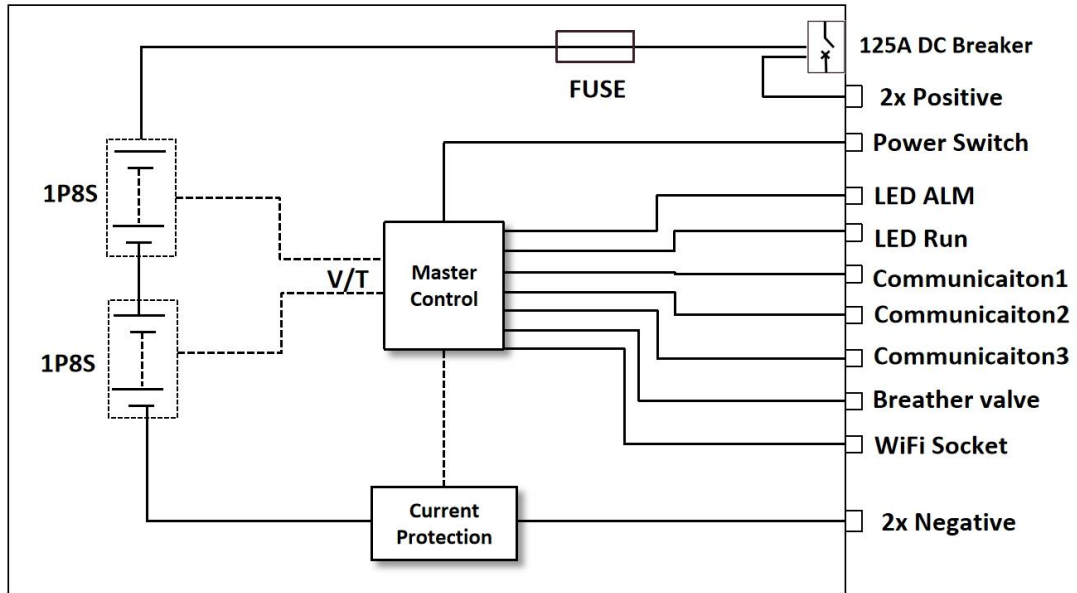 125A DC Breaker
FUSE
2x Positive
Power Switch
1P8S
LED ALM
LED Run
V/T
Master
Control
Communicaiton1
Communicaiton2
1P8S
Communicaiton3
Breather valve
WiFi Socket
Current
Protection
2x Negative